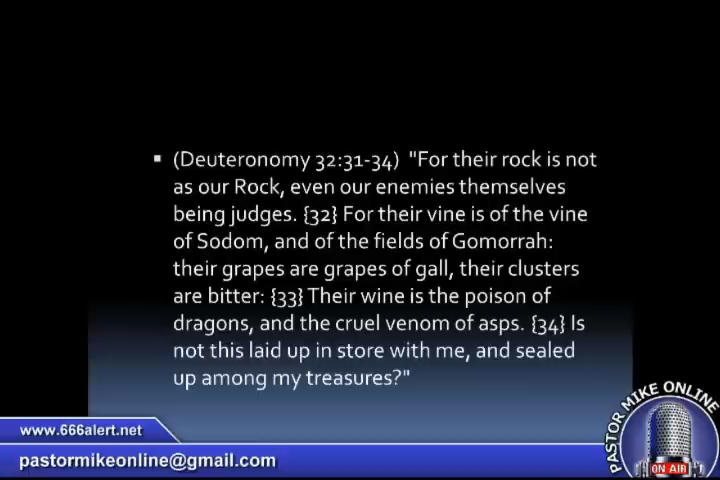 ▪ (Deuteronomy 32:31-34) "For their rock is not
as our Rock, even our enemies themselves
being judges. {32} For their vine is of the vine
of Sodom, and of the fields of Gomorrah:
their grapes are grapes of gall, their clusters
are bitter: {33} Their wine is the poison of
dragons, and the cruel venom of asps. {34} Is
not this laid up in store with me, and sealed
up among my treasures?"
www.666alert.net
pastormikeonline@gmail.com
PASTOR MIKE ONLINE
ON AIR